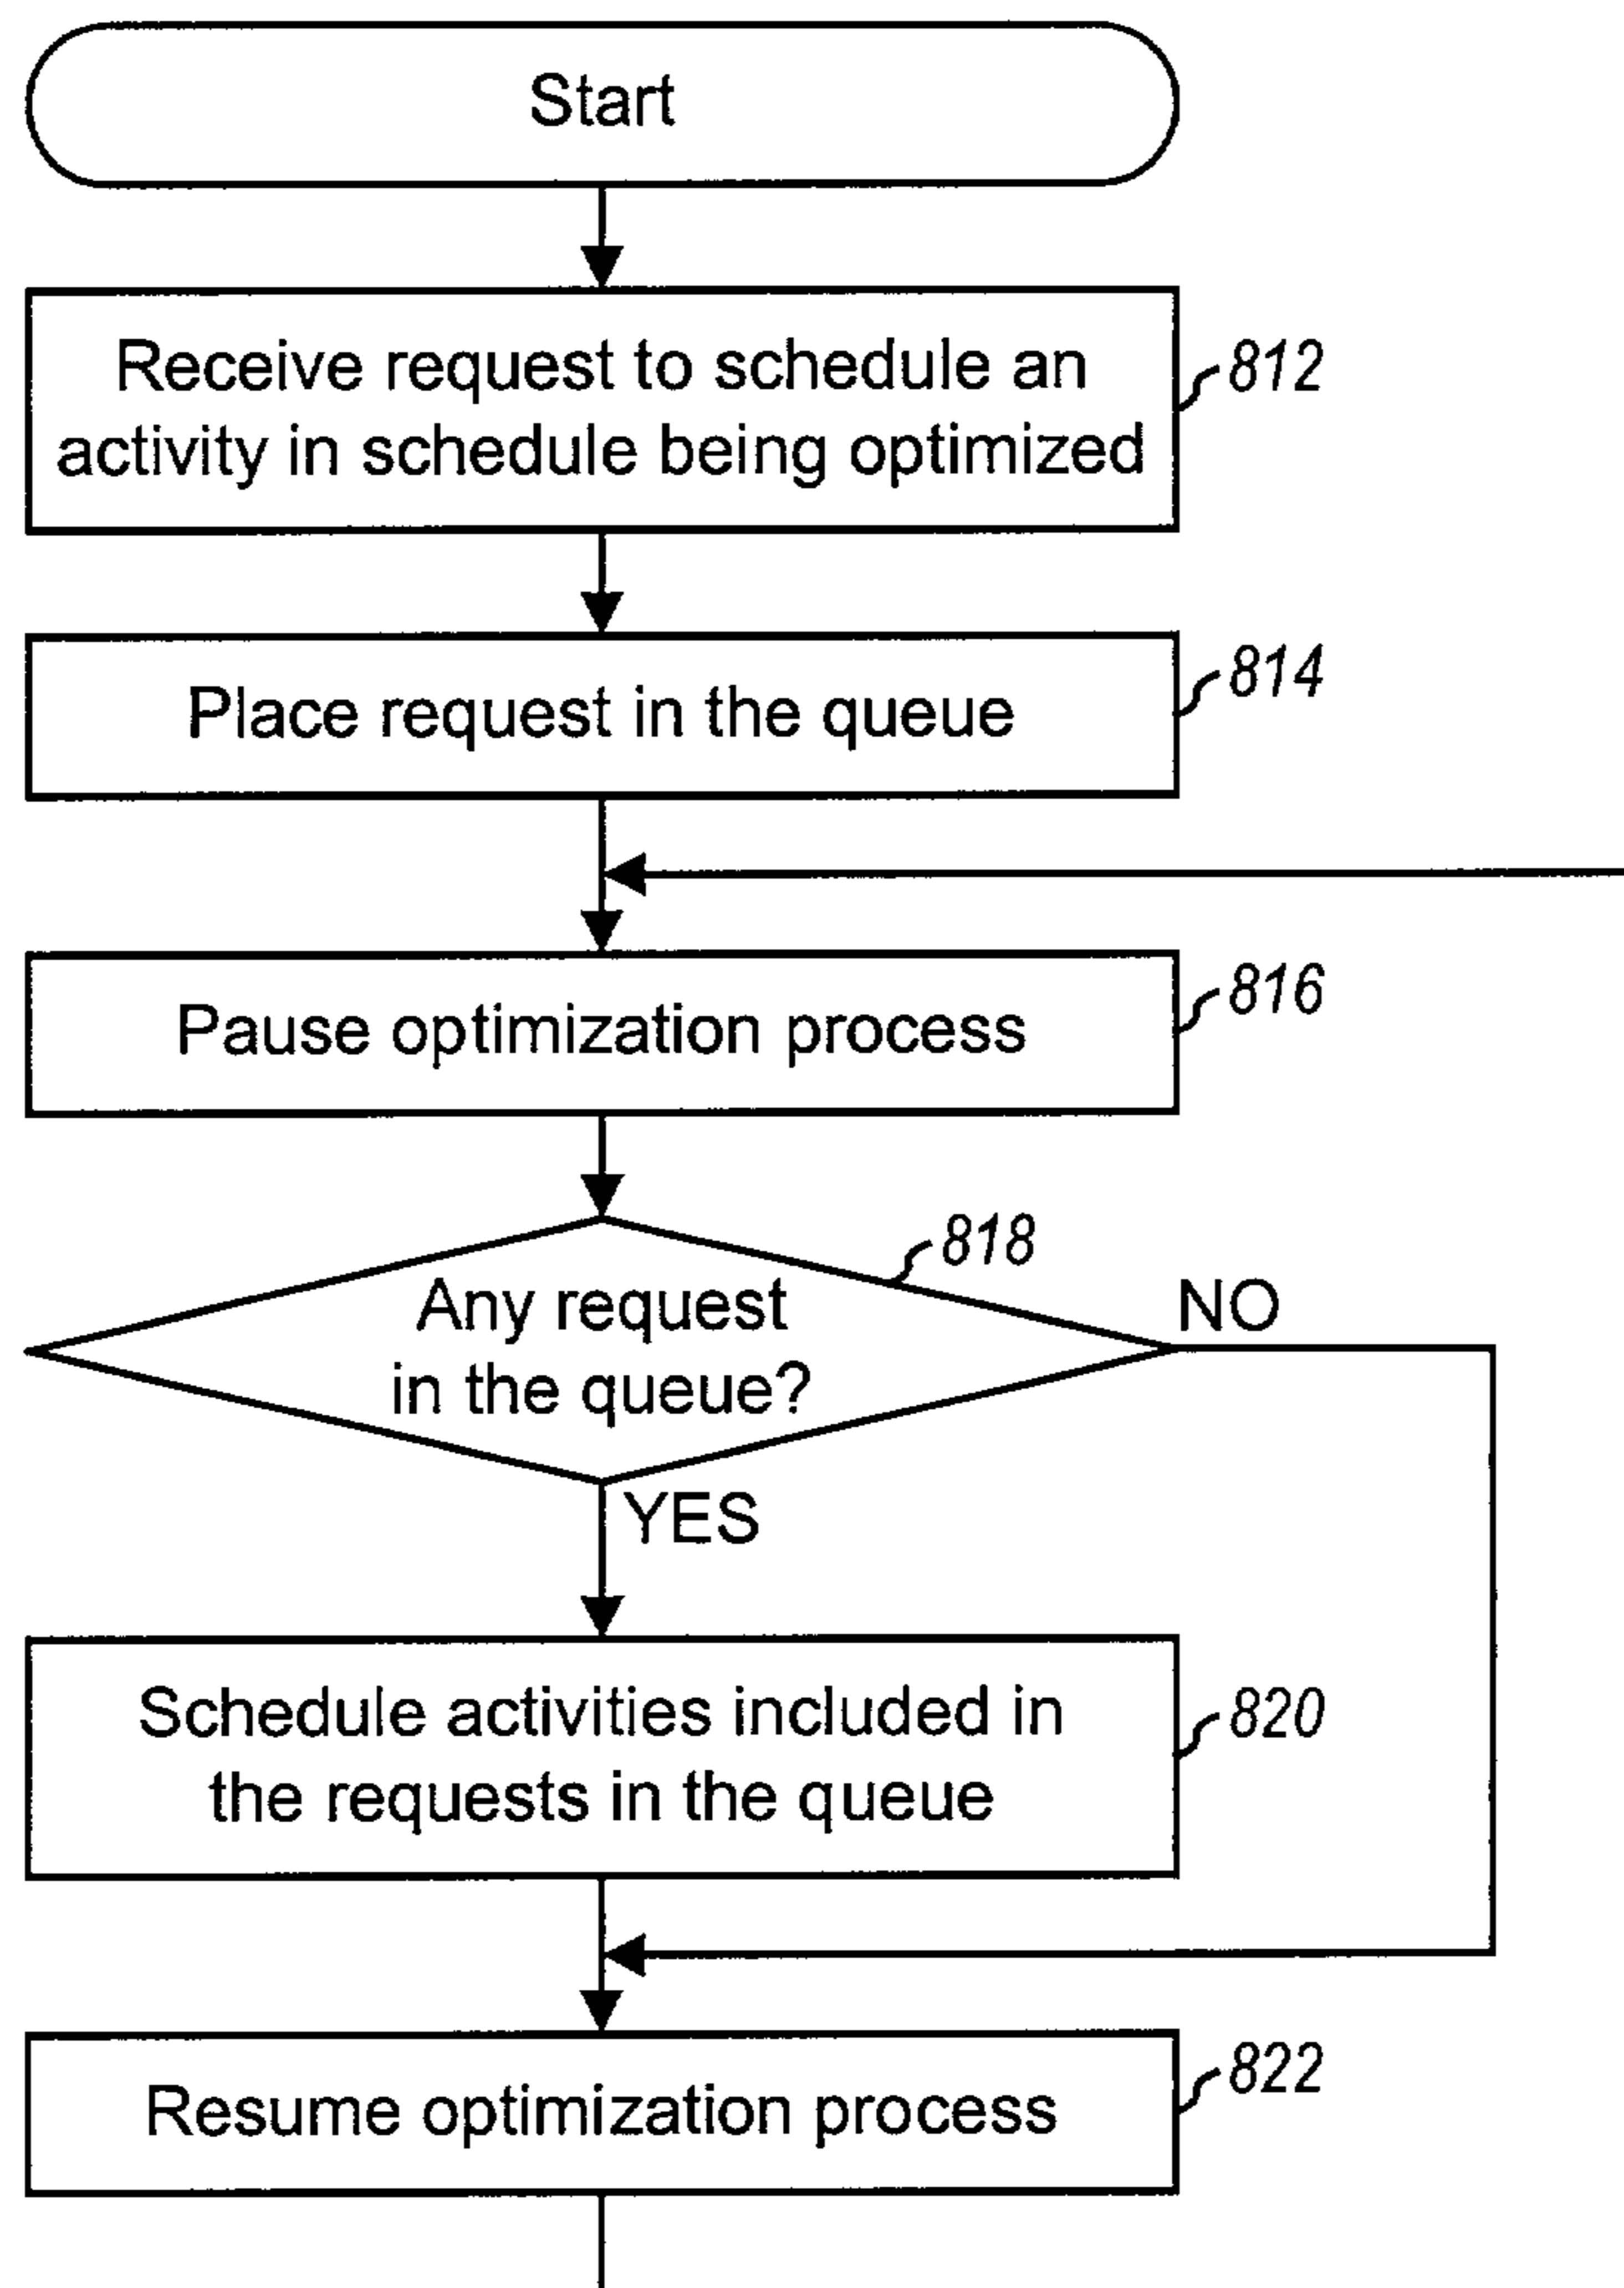 Start
Receive request to schedule an
activity in schedule being optimized
812
Place request in the queue
814
Pause optimization process
816
818
Any request
in the queue?
NO
YES
Schedule activities included in
the requests in the queue
820
Resume optimization process
822